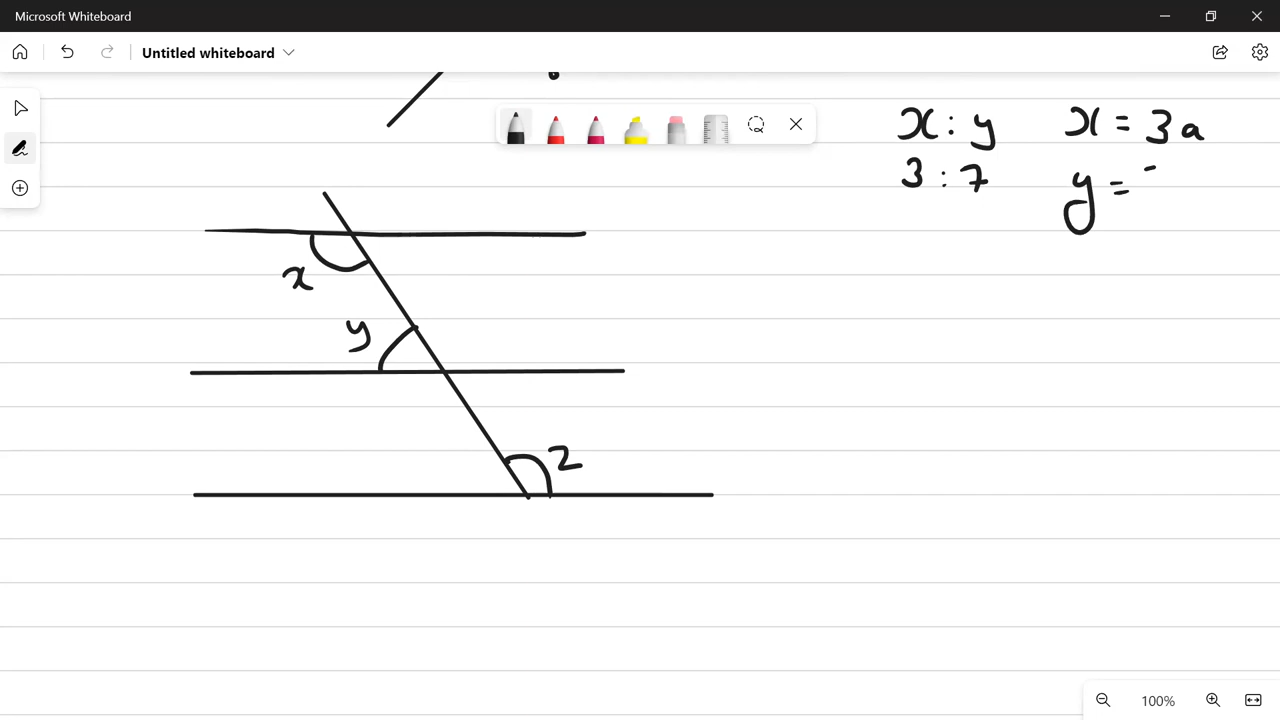 Microsoft Whiteboard
Untitled whiteboard
x : y x = 3a
3 : 7 y =
x
y
z
100%